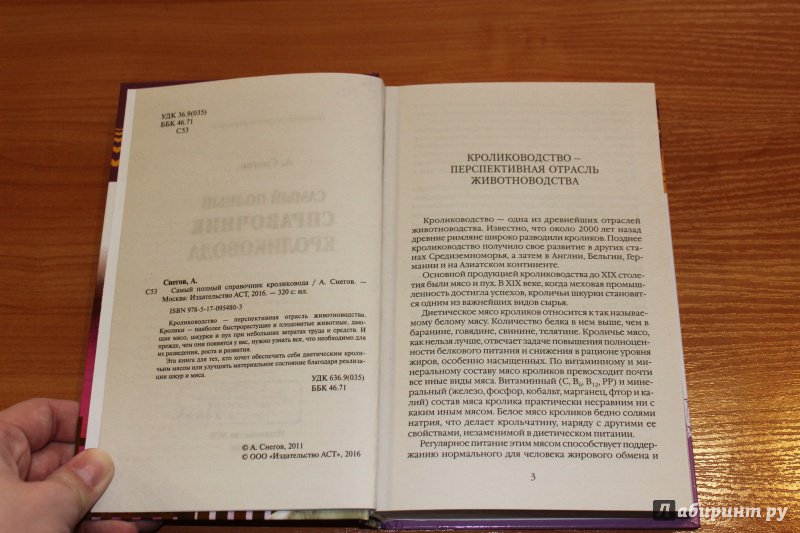 УДК 36.9(035)
ББК 46.71
С53
Снегов, А.
С53 Самый полный справочник кроликовода / А. Снегов. —
Москва: Издательство АСТ, 2016. — 320 с: ил.
ISBN 978-5-17-095480-3
Кролиководство — перспективная отрасль животноводства.
Кролики — наиболее быстрорастущие и плодовитые животные, даю-
щие мясо, шкурки и пух при небольших затратах труда и средств. И
прежде, чем они появятся у вас, нужно узнать все, что необходимо для
их разведения, роста и развития.
Эта книга для тех, кто хочет обеспечить себя диетическим кроли-
чьим мясом или улучшить материальное состояние благодаря реализа-
ции шкур и мяса.
УДК 636.9(035)
ББК 46.71
© А. Снегов, 2011
© ООО «Издательство АСТ», 2016
КРОЛИКОВОДСТВО —
ПЕРСПЕКТИВНАЯ ОТРАСЛЬ
ЖИВОТНОВОДСТВА
Кролиководство — одна из древнейших отраслей
животноводства. Известно, что около 2000 лет назад
древние римляне широко разводили кроликов. Позднее
кролиководство получило свое развитие в других стра-
нах Средиземноморья, а затем в Англии, Бельгии, Гер-
мании и на Азиатском континенте.
Основной продукцией кролиководства до XIX столе-
тия были мясо и пух. В XIX веке, когда меховая промыш-
ленность достигла успехов, кроличьи шкурки становят-
ся одним из важнейших видов сырья.
Диетическое мясо кроликов относится к так называе-
мому белому мясу. Количество белка в нем выше, чем в
баранине, говядине, свинине, телятине. Кроличье мясо,
как нельзя лучше, отвечает задаче повышения полноцен-
ности белкового питания и снижения в рационе уровня
жиров, особенно насыщенных. По витаминному и ми-
неральному составу мясо кроликов превосходит почти
все иные виды мяса. Витаминный (С, В6, В12, РР) и мине-
ральный (железо, фосфор, кобальт, марганец, фтор и ка-
лий) состав мяса кролика практически несравним ни с
каким иным мясом. Белое мясо кроликов бедно солями
натрия, что делает крольчатину, наряду с другими ее
свойствами, незаменимой в диетическом питании.
Регулярное питание этим мясом способствует поддер-
жанию нормального для человека жирового обмена и
3
Лабиринт.ру